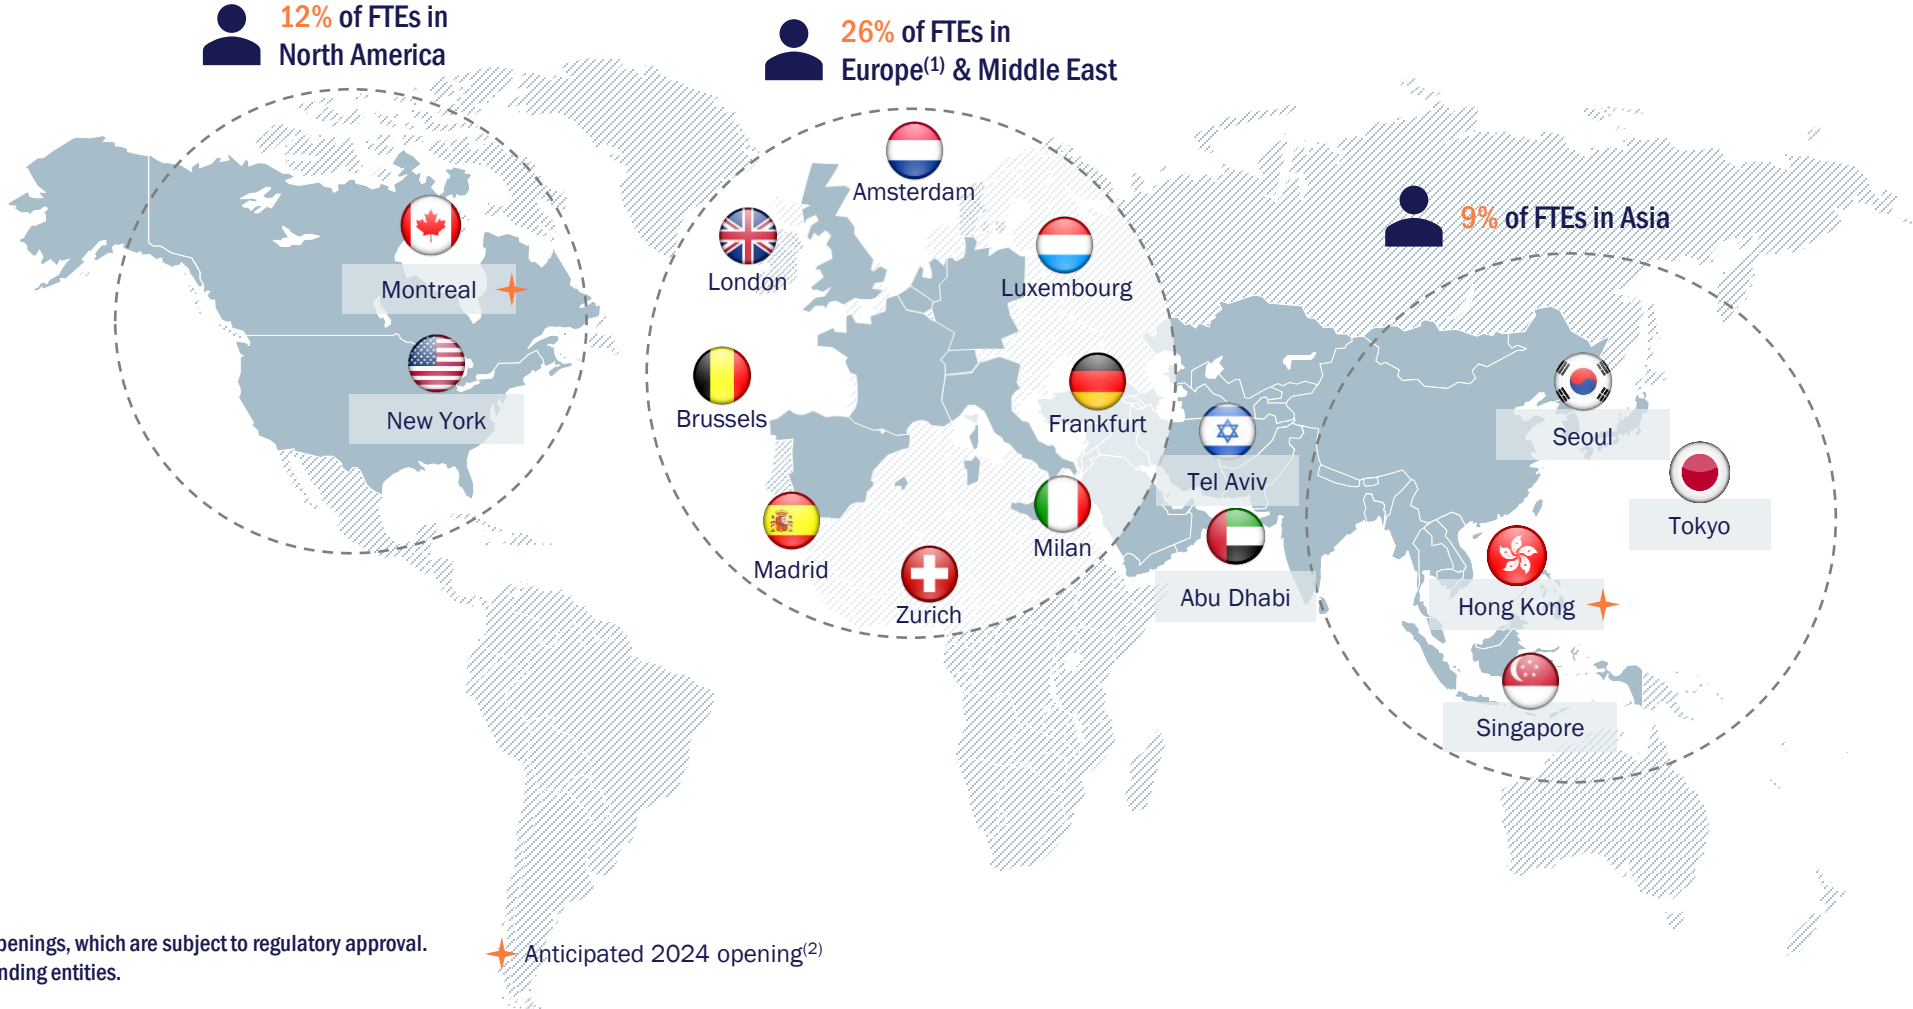 12% of FTEs in
North America
26% of FTEs in
Europe(1) & Middle East
9% of FTEs in Asia
Amsterdam
London
Luxembourg
Montreal
New York
Brussels
Frankfurt
Tel Aviv
Seoul
Tokyo
Milan
Madrid
Zurich
Abu Dhabi
Hong Kong
Singapore
openings, which are subject to regulatory approval.
entities.
Anticipated 2024 opening(2)